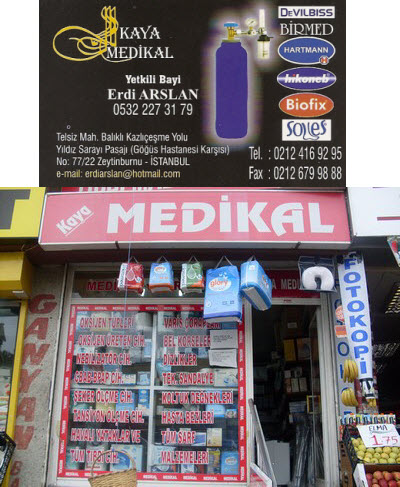 KAYA
MEDİKAL
Yetkili Bayi
Erdi ARSLAN
0532 227 31 79
Telsiz Mah. Balıklı Kazlıçeşme Yolu
Yıldız Sarayı Pasajı (Göğüs Hastanesi Karşısı)
No: 77/22 Zeytinburnu - İSTANBUL
e-mail: erdiarslan@hotmail.com
DeVILBISS
BİRMED
HARTMANN
hikoneb
Biofix
Tel. : 0212 416 92 95
Fax : 0212 679 98 88
Kaya MEDİKAL
OKSİJEN TÜPLERİ
OKSİJEN ÜRETEN CİH.
NEBİLİZATÖR CİH.
CPAP-BPAP CİH.
ŞEKER ÖLÇME CİH.
TANSİYON ÖLÇME CİH.
HAVALI YATAKLAR VE
TÜM TIBBİ CİH.
VARİS ÇORAPLARI
BEL KORSELERİ
AYLIKLAR
TEK. SANDALYE
KOLTUK DEĞNEKLERİ
HASTA BEZLERİ
TÜM SARF
MALZEMELERİ
GANYAN
FOTOKOPİ
ELMA
1.75